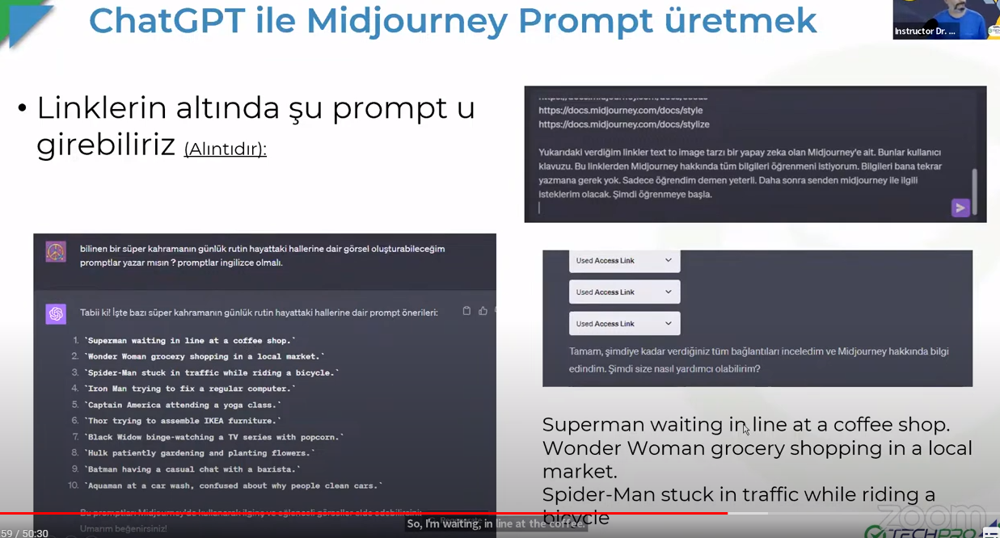 ChatGPT ile Midjourney Prompt üretmek
Instructor Dr. ...
• Linklerin altında şu prompt u
girebiliriz (Alıntıdır):
https://docs.midjourney.com/docs/style
https://docs.midjourney.com/docs/stylize
Yukarıdaki verdiğim linkler text to image tarzı bir yapay zeka olan Midjourney'e ait. Bunlar kullanıcı
klavuzu. Bu linklerden Midjourney hakkında tüm bilgileri öğrenmeni istiyorum. Bilgileri bana tekrar
yazmana gerek yok. Sadece öğrendim demen yeterli. Daha sonra senden midjourney ile ilgili
isteklerim olacak. Şimdi öğrenmeye başla.
bilinen bir süper kahramanın günlük rutin hayattaki hallerine dair görsel oluşturabileceğim
promptlar yazar mısın ? promptlar ingilizce olmalı.
Tabii ki! İşte bazı süper kahramanın günlük rutin hayattaki hallerine dair prompt önerileri:
1. `Superman waiting in line at a coffee shop.`
2. `Wonder Woman grocery shopping in a local market.`
3. `Spider-Man stuck in traffic while riding a bicycle.`
4. `Iron Man trying to fix a regular computer.`
5. `Captain America attending a yoga class.`
6. `Thor trying to assemble IKEA furniture.`
7. `Black Widow binge-watching a TV series with popcorn.`
8. `Hulk patiently gardening and planting flowers.`
9. `Batman having a casual chat with a barista.`
10. `Aquaman at a car wash, confused about why people clean cars.`
Bu promptları Midjourney'de kullanarak ilginç ve eğlenceli görseller elde edebilirsiniz.
Umarım beğenirsiniz!
Used Access Link
Used Access Link
Used Access Link
Tamam, şimdiye kadar verdiğiniz tüm bağlantıları inceledim ve Midjourney hakkında bilgi
edindim. Şimdi size nasıl yardımcı olabilirim?
Superman waiting in line at a coffee shop.
Wonder Woman grocery shopping in a local
market.
Spider-Man stuck in traffic while riding a
bicycle
So, I'm waiting, in line at the coffee.
zoom
59 / 50:30
TECHPRO